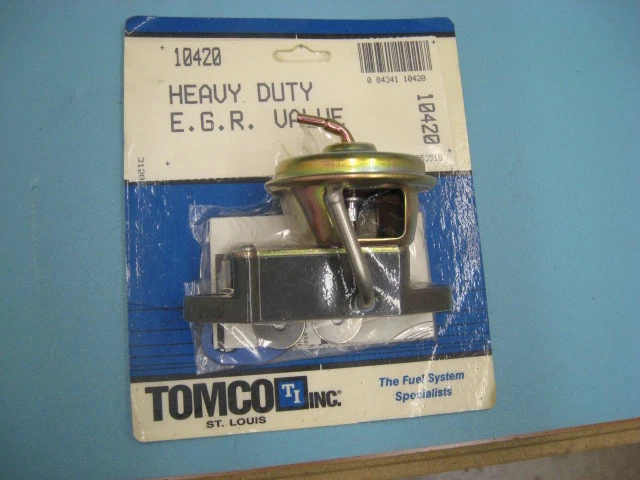 10420
0 84341 10420
HEAVY DUTY
E.G.R. VALVE
10420
TOMCO TI INC.®
ST. LOUIS
The Fuel System
Specialists